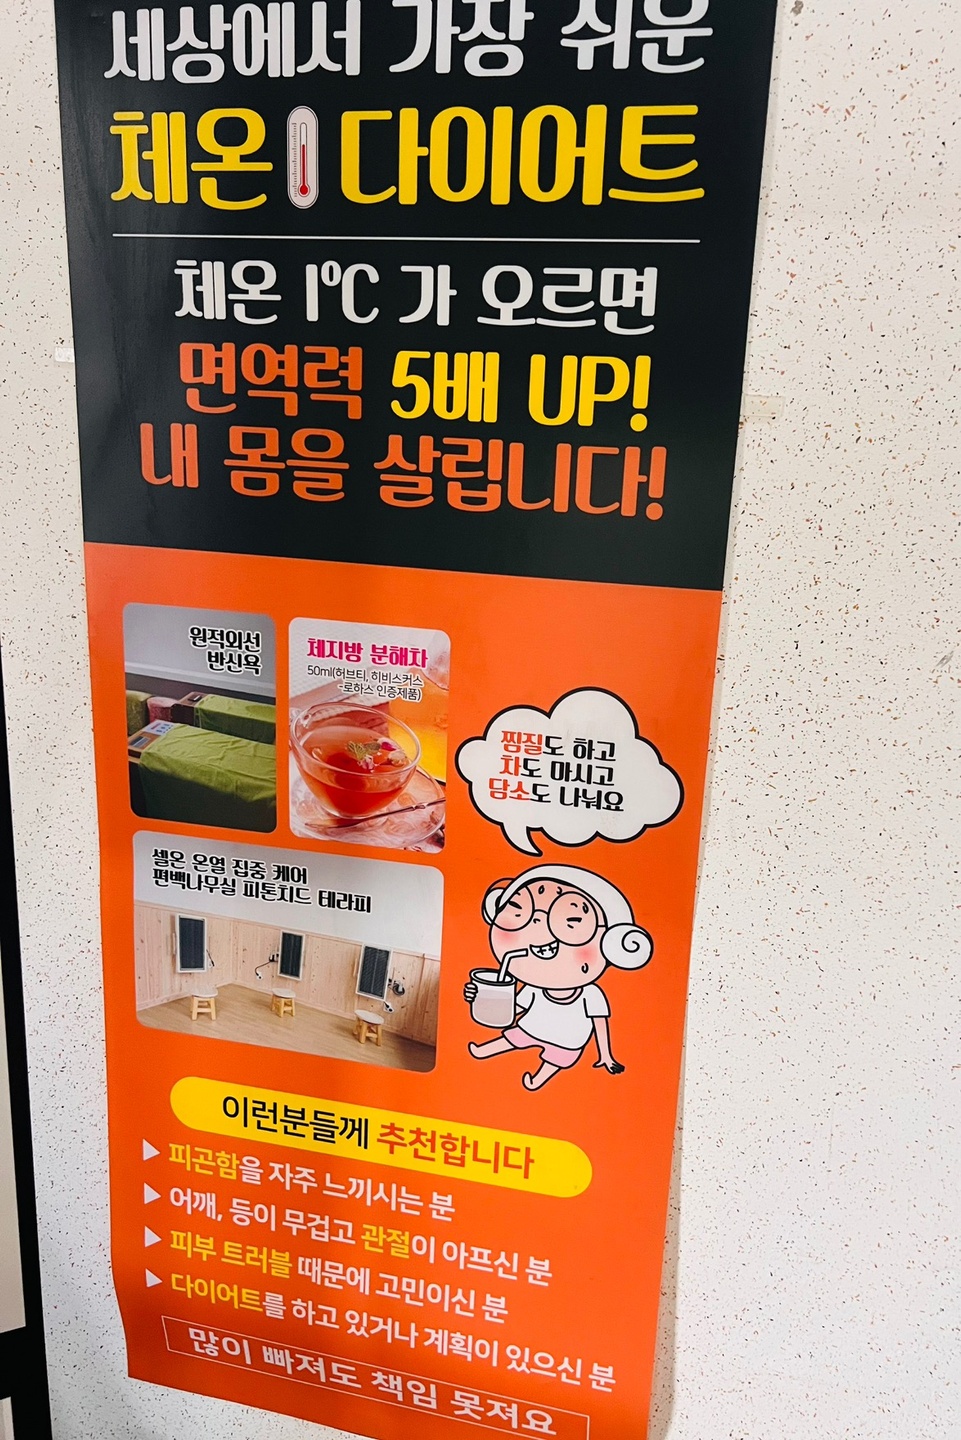 세상에서 가장 쉬운
체온 다이어트
체온 1℃ 가 오르면
면역력 5배 UP!
내 몸을 살립니다!
원적외선
반신욕
체지방 분해차
50ml(허브티, 히비스커스
-로하스 인증제품)
찜질도 하고
차도 마시고
담소도 나눠요
셀온 온열 집중 케어
편백나무실 피톤치드 테라피
이런분들께 추천합니다
▶ 피곤함을 자주 느끼시는 분
▶ 어깨, 등이 무겁고 관절이 아프신 분
▶ 피부 트러블 때문에 고민이신 분
▶ 다이어트를 하고 있거나 계획이 있으신 분
많이 빠져도 책임 못져요